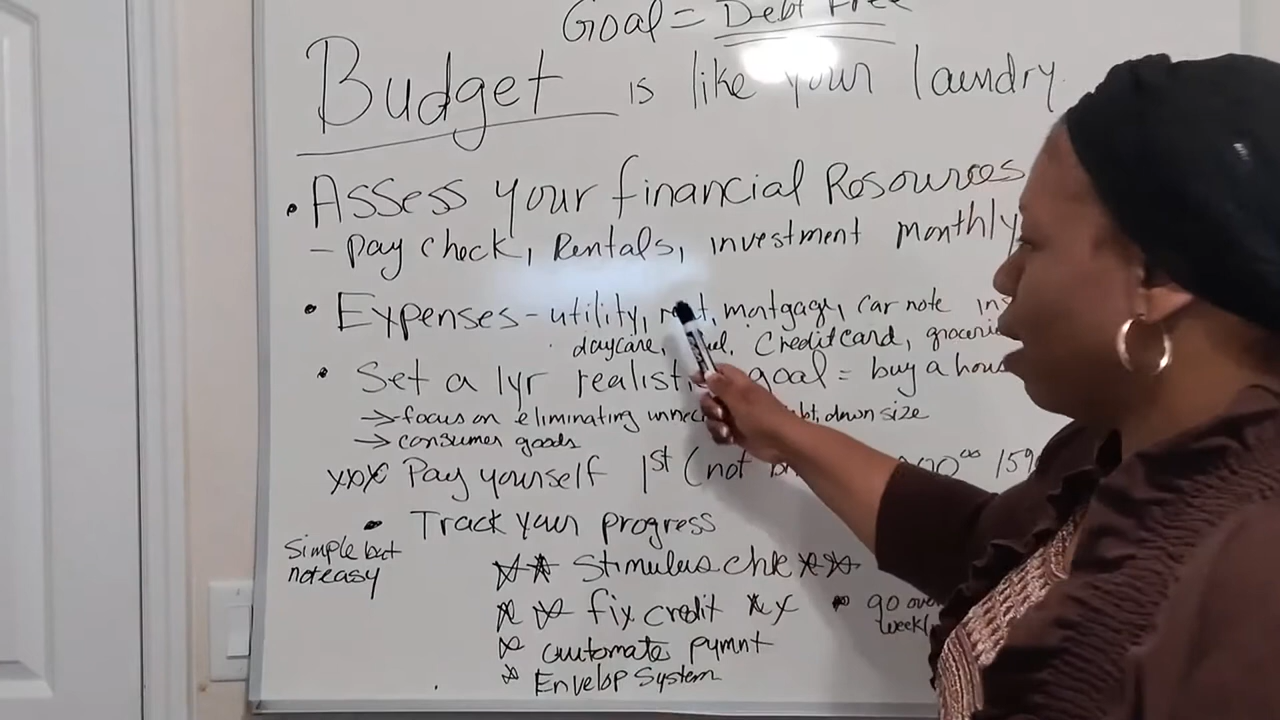 Goal = Debt Free
Budget is like your laundry.
• Assess your financial Resources
- pay check, Rentals, investment monthly
• Expenses - utility, rent, mortgage, car note
daycare, Credit card,
• Set a 1yr realistic goal = buy a
→ focus on eliminating down size
→ consumer goods
xxx Pay yourself 1st (not
• Track your progress
simple but
not easy
** Stimulus chk **
** fix credit *x • go
* automate pymnt
* Envelop System